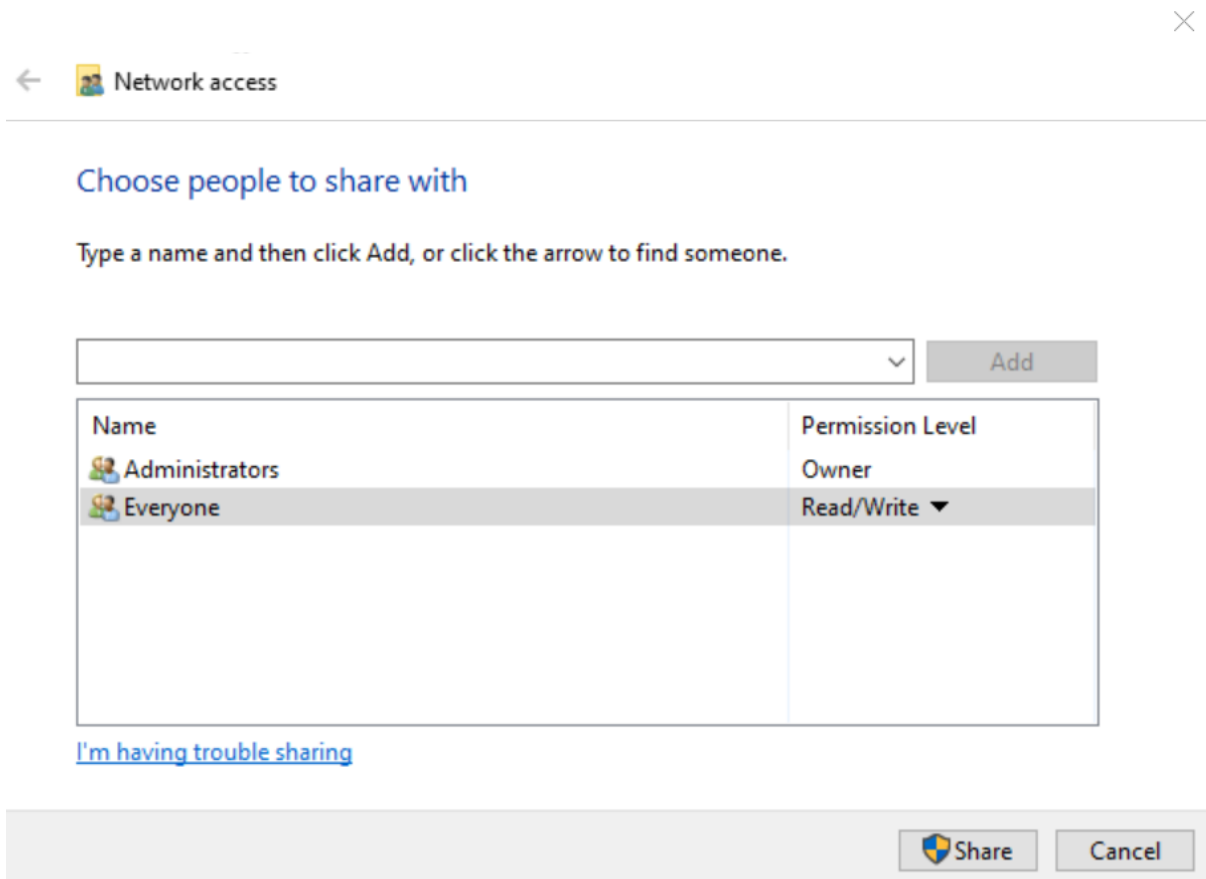 Network access
Choose people to share with
Type a name and then click Add, or click the arrow to find someone.
Add
Name Permission Level
Administrators Owner
Everyone Read/Write
I'm having trouble sharing
Share Cancel